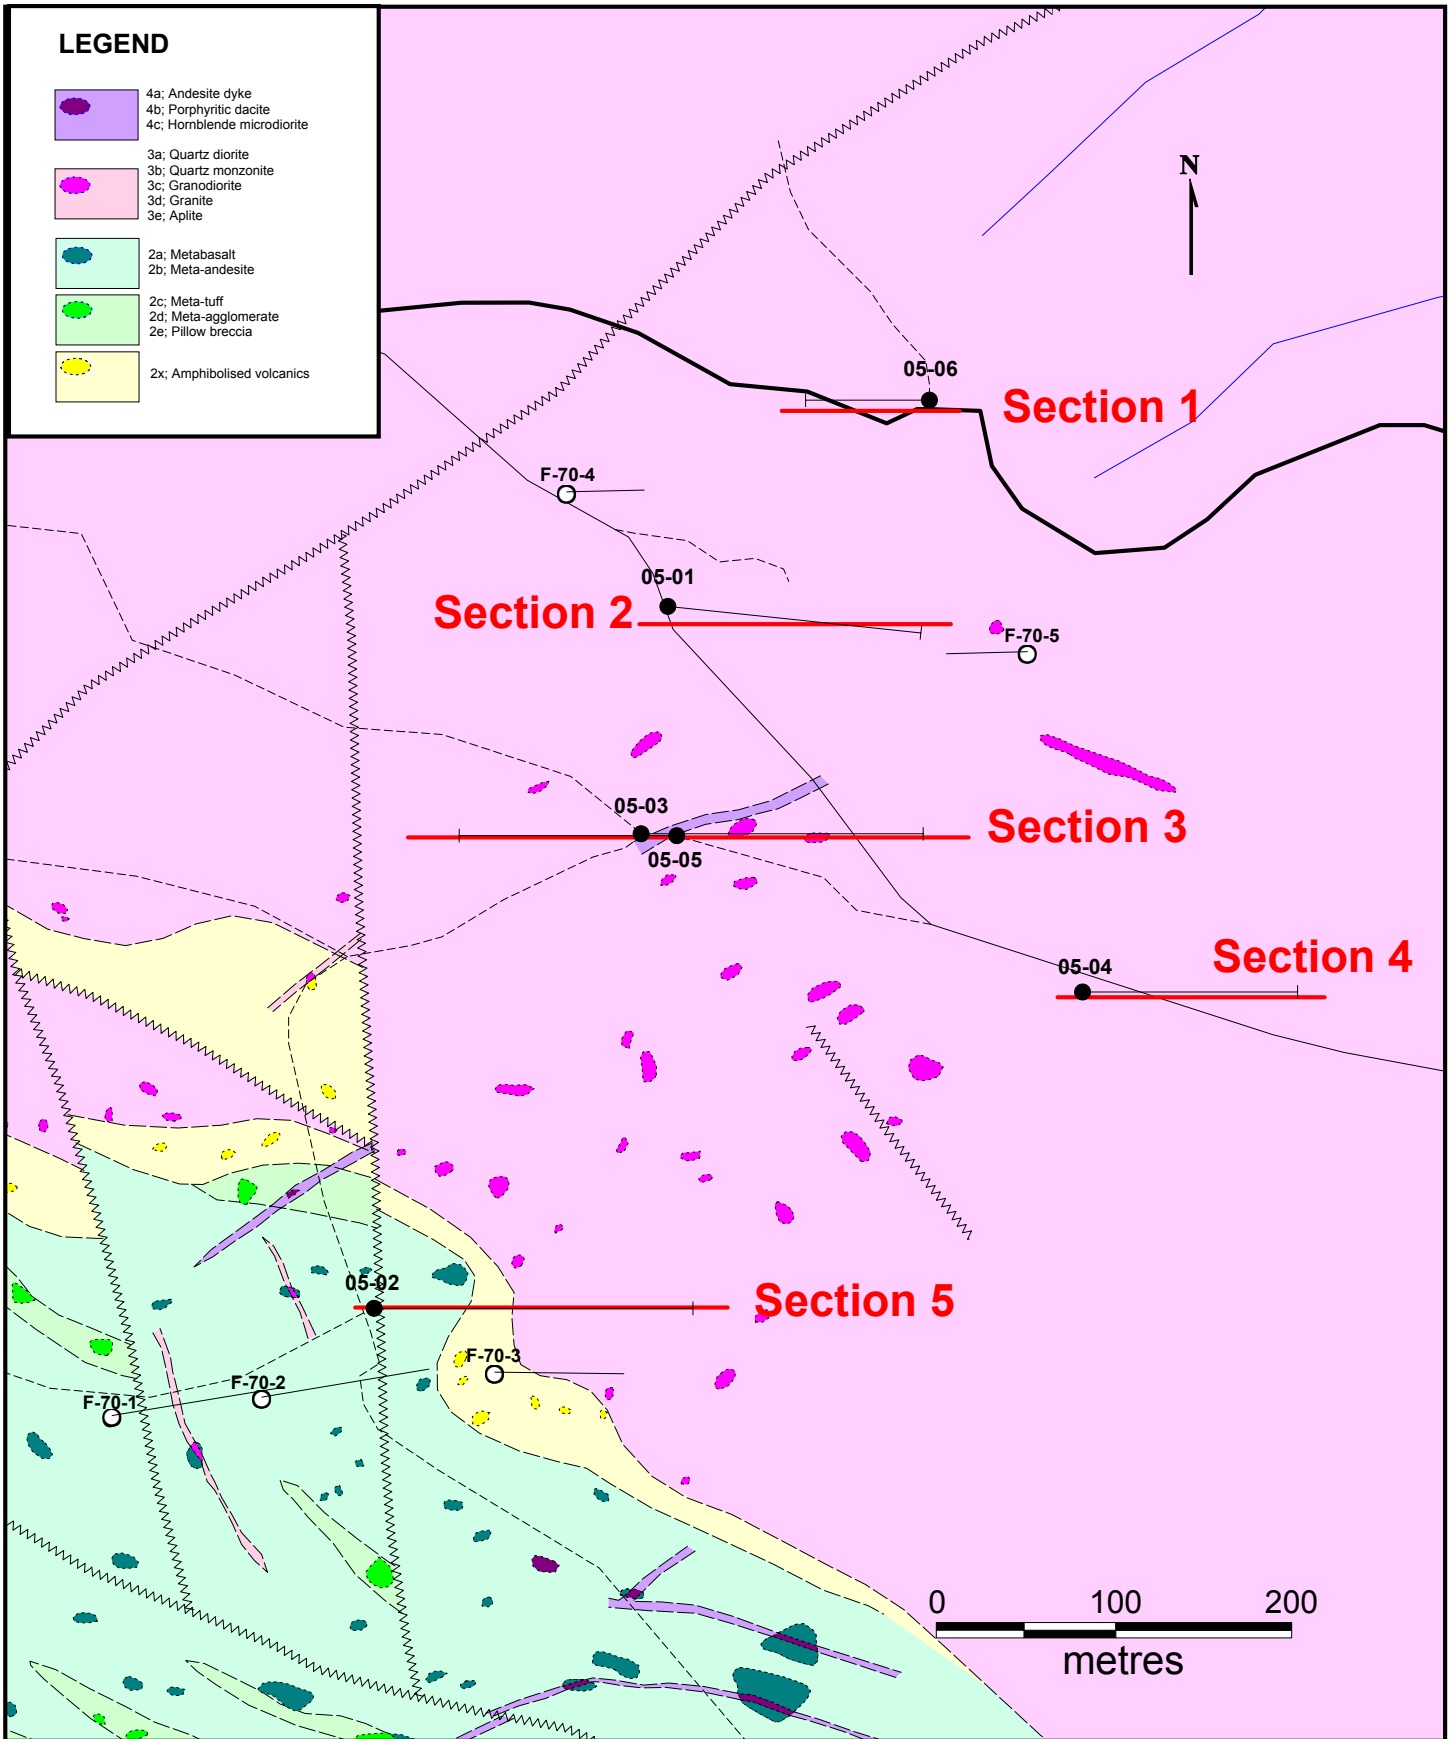 LEGEND
4a; Andesite dyke
4b; Porphyritic dacite
4c; Hornblende microdiorite
3a; Quartz diorite
3b; Quartz monzonite
3c; Granodiorite
3d; Granite
3e; Aplite
2a; Metabasalt
2b; Meta-andesite
2c; Meta-tuff
2d; Meta-agglomerate
2e; Pillow breccia
2x; Amphibolised volcanics
N
05-06
Section 1
F-70-4
05-01
Section 2
F-70-5
05-03
Section 3
05-05
Section 4
05-04
05-02
Section 5
F-70-3
F-70-2
F-70-1
0 100 200
metres